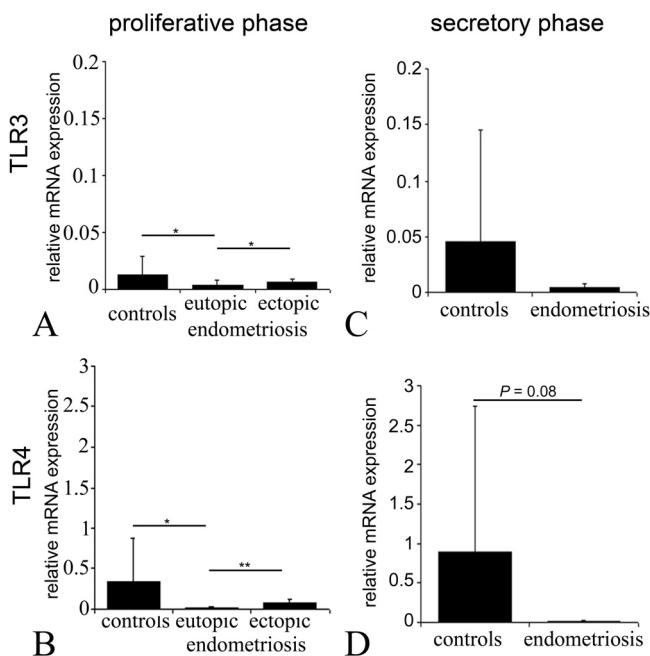 proliferative phase
secretory phase
TLR3
relative mRNA expression
0.2
0.15
0.1
0.05
0
*
*
controls
eutopic
ectopic
endometriosis
A
relative mRNA expression
0.2
0.15
0.1
0.05
0
controls
endometriosis
C
TLR4
relative mRNA expression
3
2.5
2
1.5
1
0.5
0
*
**
controls
eutopic
ectopic
endometriosis
B
relative mRNA expression
3
2.5
4
1.5
1
0.5
0
P = 0.08
controls
endometriosis
D